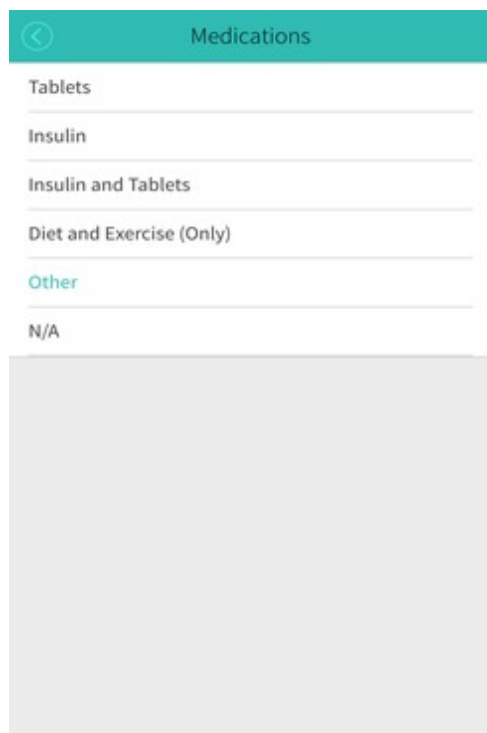 Medications
Tablets
Insulin
Insulin and Tablets
Diet and Exercise (Only)
Other
N/A